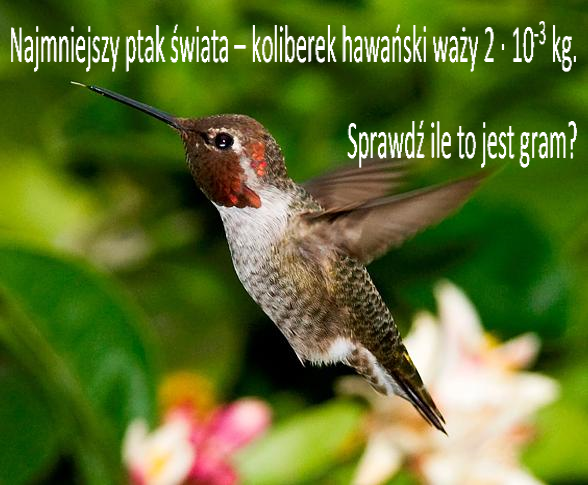 Najmniejszy ptak świata – koliberek hawański waży 2 · 10⁻³ kg.
Sprawdź ile to jest gram?